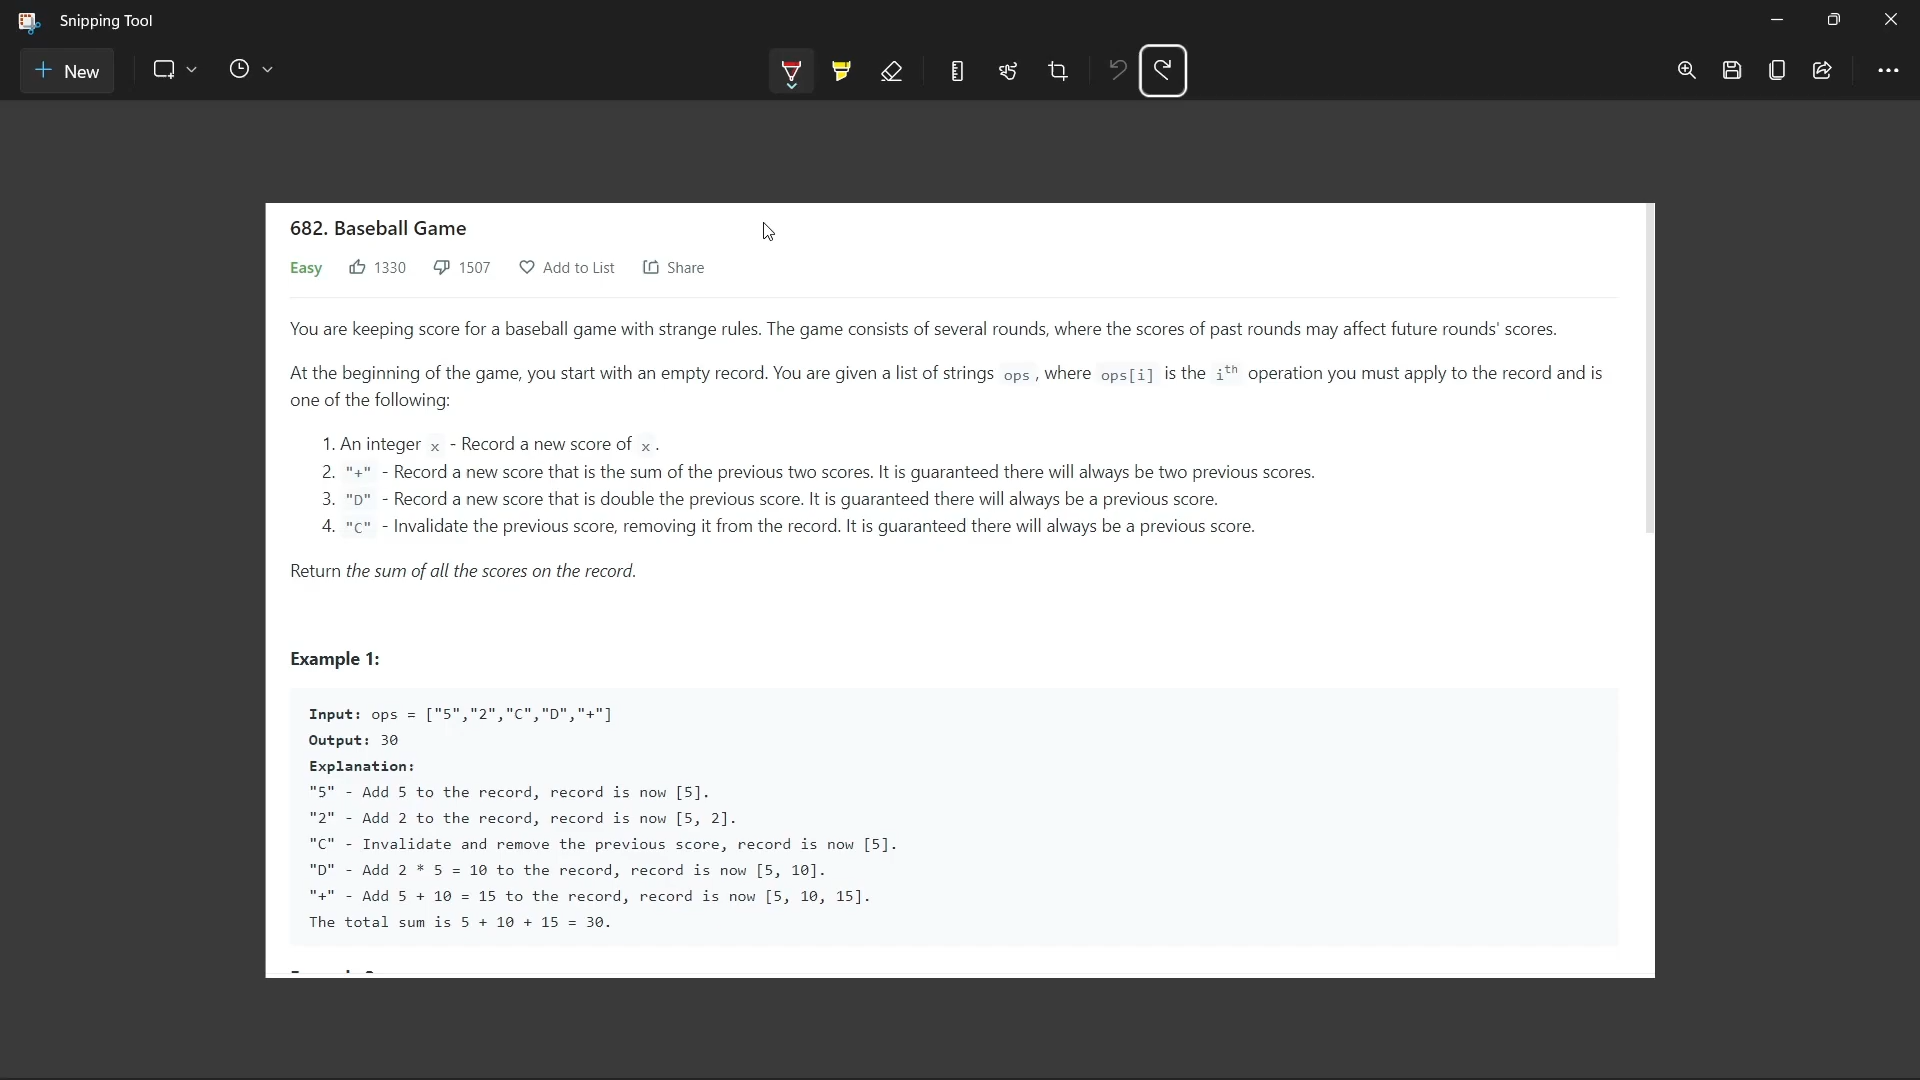 Snipping Tool
New
682. Baseball Game
Easy 1330 1507 Add to List Share
You are keeping score for a baseball game with strange rules. The game consists of several rounds, where the scores of past rounds may affect future rounds' scores.
At the beginning of the game, you start with an empty record. You are given a list of strings ops, where ops[i] is the iᵗʰ operation you must apply to the record and is
one of the following:
1. An integer x - Record a new score of x.
2. "+" - Record a new score that is the sum of the previous two scores. It is guaranteed there will always be two previous scores.
3. "D" - Record a new score that is double the previous score. It is guaranteed there will always be a previous score.
4. "C" - Invalidate the previous score, removing it from the record. It is guaranteed there will always be a previous score.
Return the sum of all the scores on the record.
Example 1:
Input: ops = ["5","2","C","D","+"]
Output: 30
Explanation:
"5" - Add 5 to the record, record is now [5].
"2" - Add 2 to the record, record is now [5, 2].
"C" - Invalidate and remove the previous score, record is now [5].
"D" - Add 2 * 5 = 10 to the record, record is now [5, 10].
"+" - Add 5 + 10 = 15 to the record, record is now [5, 10, 15].
The total sum is 5 + 10 + 15 = 30.